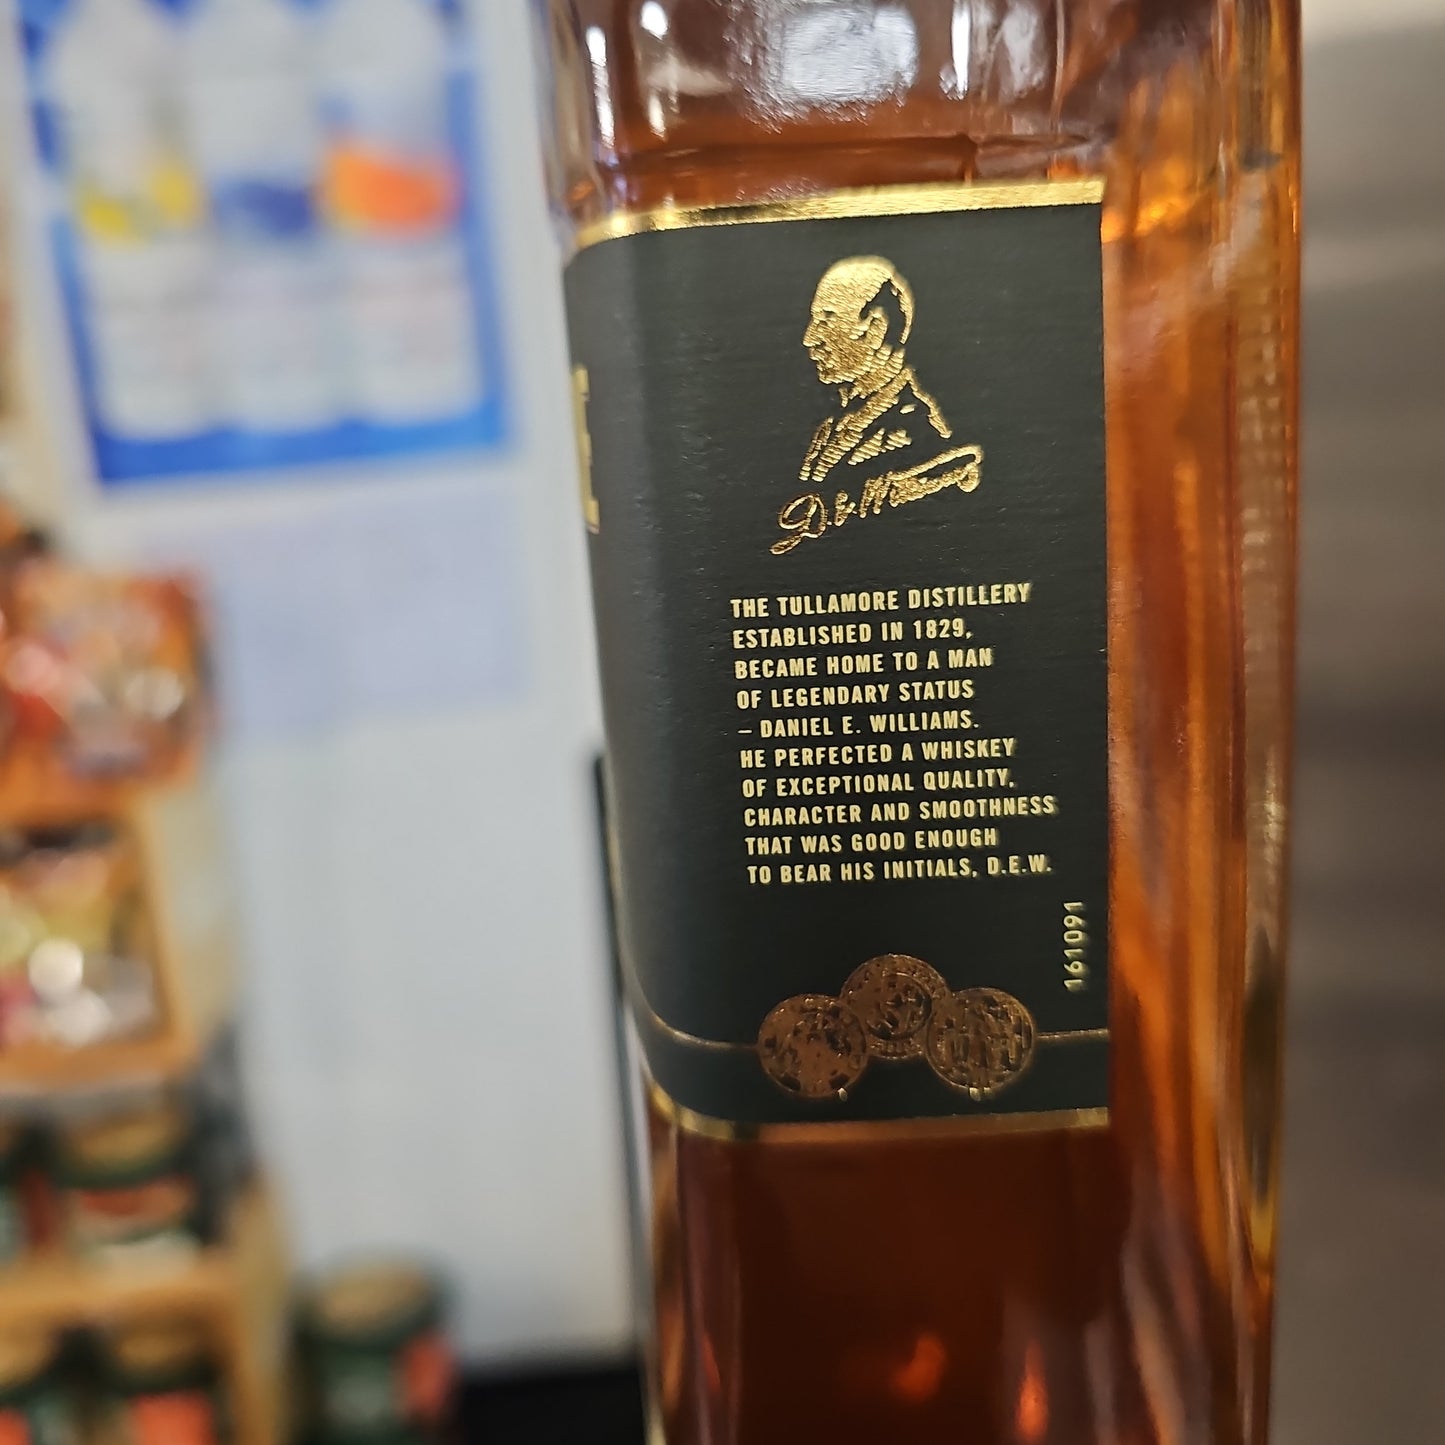 D.E Williams
THE TULLAMORE DISTILLERY
ESTABLISHED IN 1829,
BECAME HOME TO A MAN
OF LEGENDARY STATUS
– DANIEL E. WILLIAMS.
HE PERFECTED A WHISKEY
OF EXCEPTIONAL QUALITY,
CHARACTER AND SMOOTHNESS
THAT WAS GOOD ENOUGH
TO BEAR HIS INITIALS, D.E.W.
161091